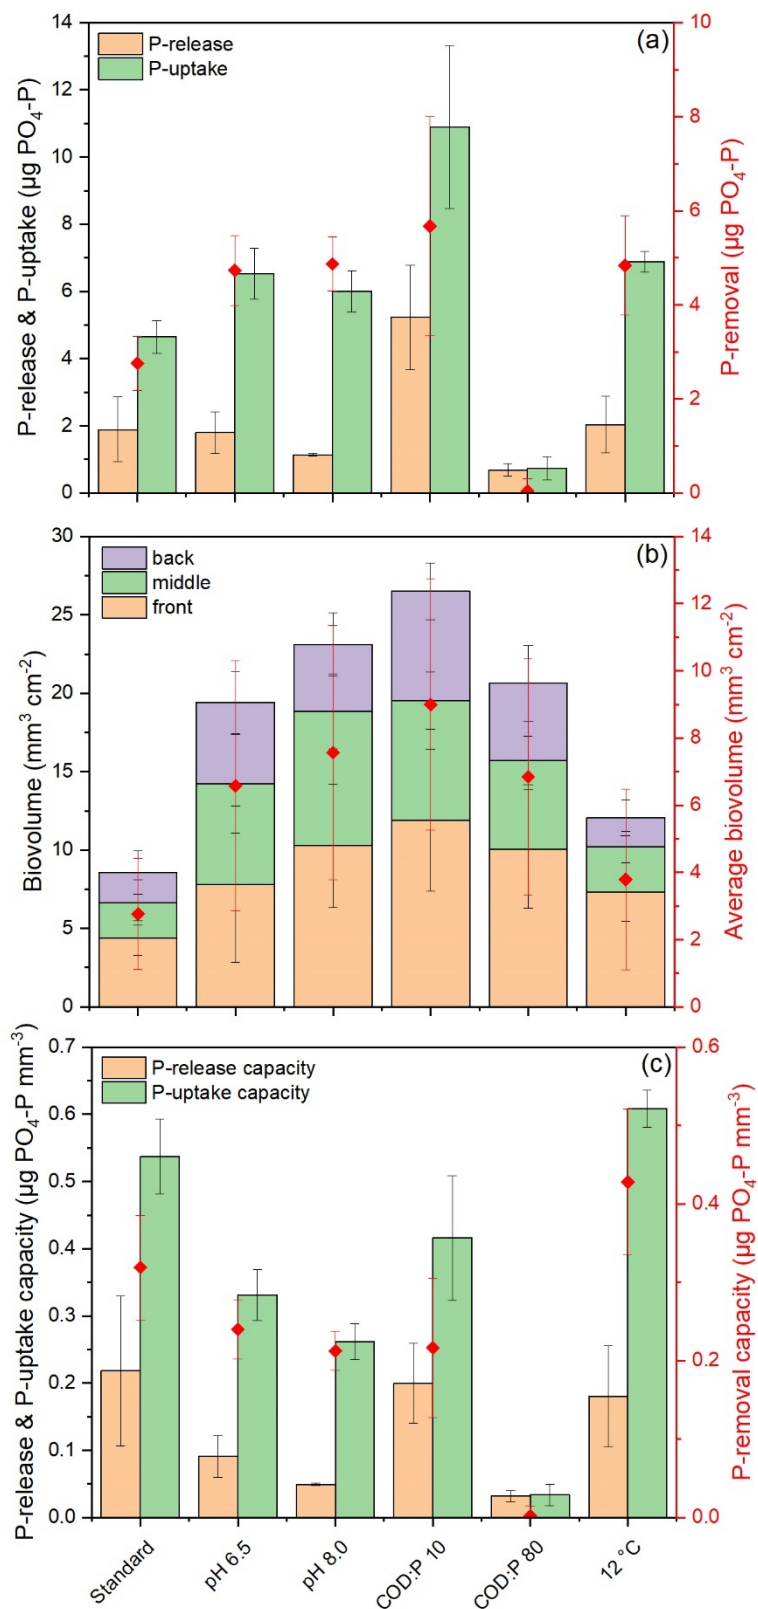 (a)
P-release
P-uptake
P-release & P-uptake (µg PO₄-P)
14
12
10
8
6
4
2
0
P-removal (µg PO₄-P)
10
8
6
4
2
0
(b)
back
middle
front
Biovolume (mm³ cm⁻²)
30
25
20
15
10
5
0
Average biovolume (mm³ cm⁻²)
14
12
10
8
6
4
2
0
(c)
P-release capacity
P-uptake capacity
P-release & P-uptake capacity (µg PO₄-P mm⁻³)
0.7
0.6
0.5
0.4
0.3
0.2
0.1
0.0
P-removal capacity (µg PO₄-P mm⁻³)
0.6
0.4
0.2
0.0
Standard
pH 6.5
pH 8.0
COD:P 10
COD:P 80
12 °C